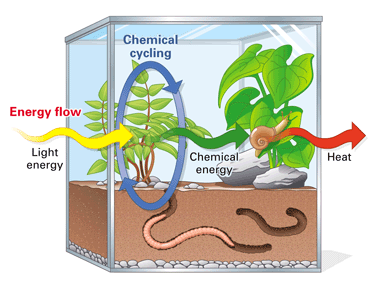 Chemical
cycling
Energy flow
Light
energy
Chemical
energy
Heat